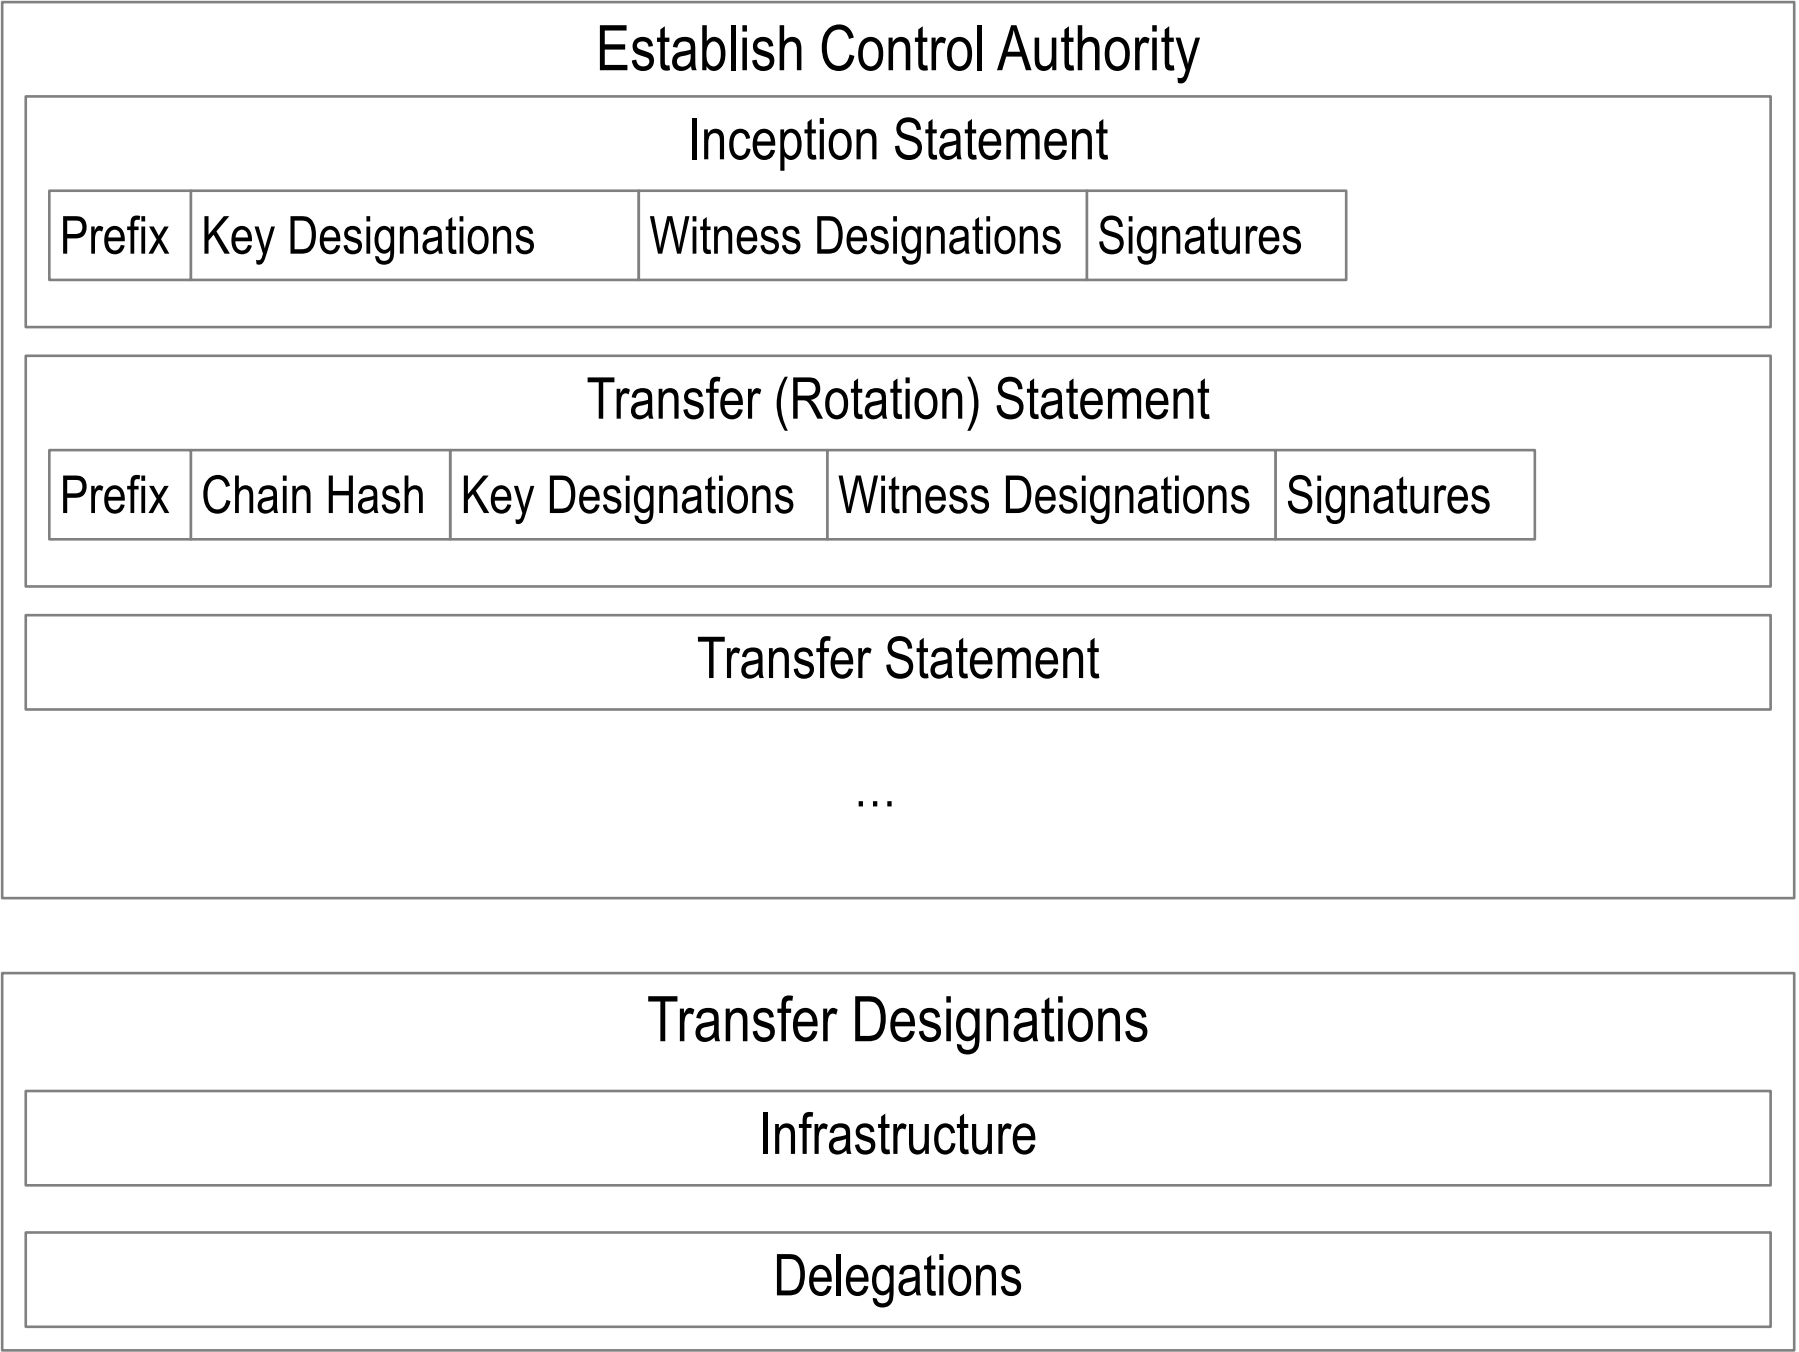 Establish Control Authority
Inception Statement
Prefix Key Designations Witness Designations Signatures
Transfer (Rotation) Statement
Prefix Chain Hash Key Designations Witness Designations Signatures
Transfer Statement
...
Transfer Designations
Infrastructure
Delegations